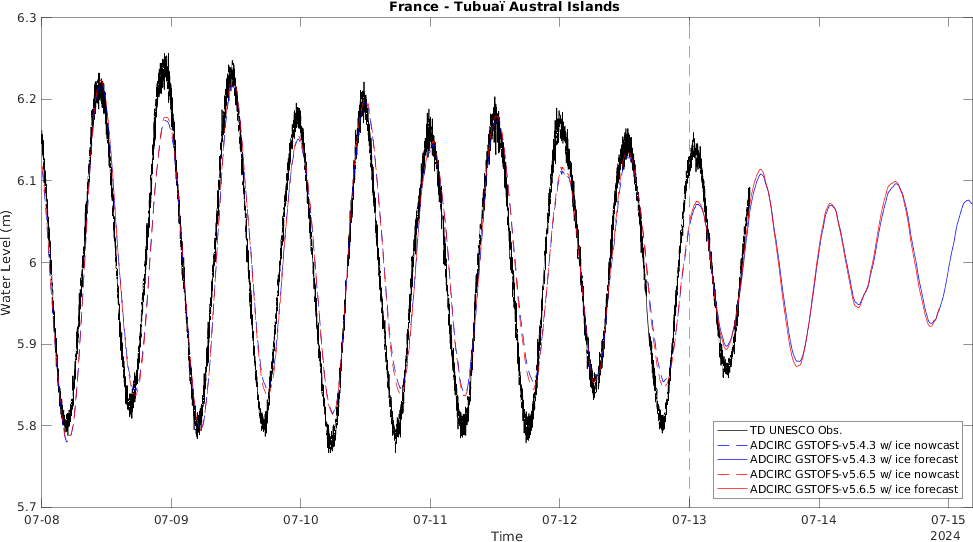 France - Tubuaï Austral Islands
6.3
6.2
6.1
6
5.9
5.8
5.7
Water Level (m)
TD UNESCO Obs.
ADCIRC GSTOFS-v5.4.3 w/ ice nowcast
ADCIRC GSTOFS-v5.4.3 w/ ice forecast
ADCIRC GSTOFS-v5.6.5 w/ ice nowcast
ADCIRC GSTOFS-v5.6.5 w/ ice forecast
07-08 07-09 07-10 07-11 07-12 07-13 07-14 07-15
Time
2024